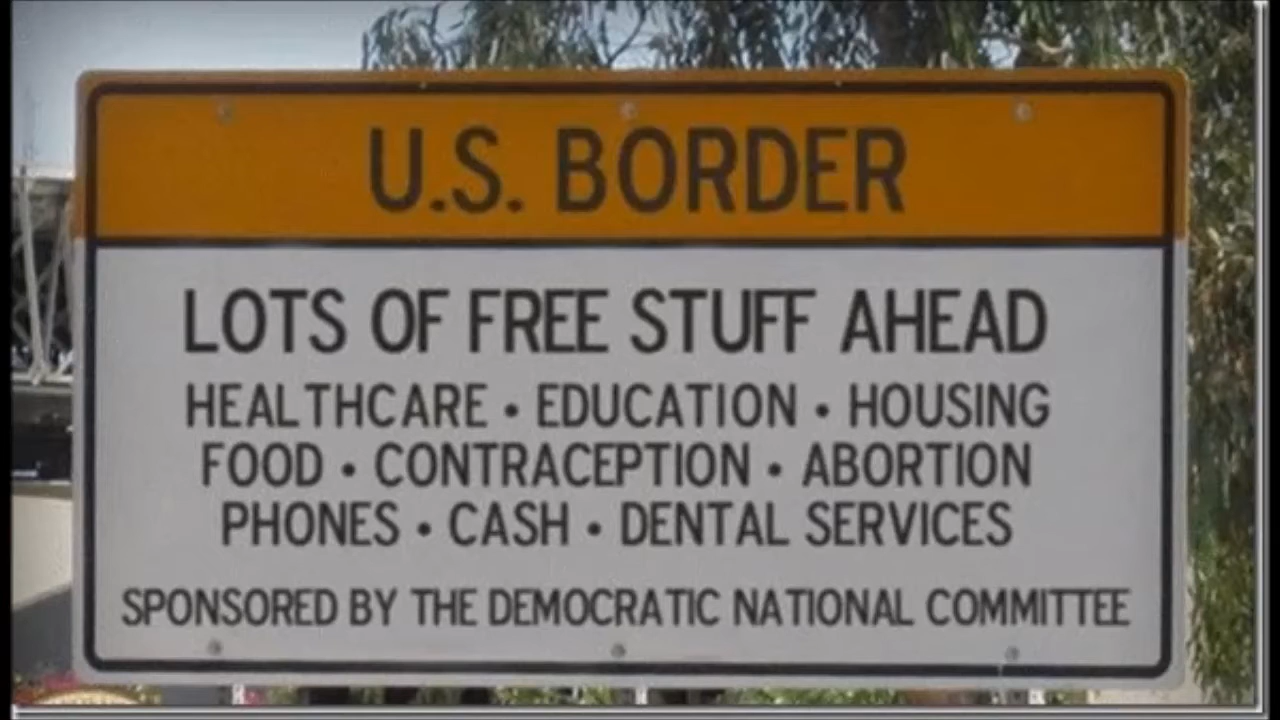 U.S. BORDER
LOTS OF FREE STUFF AHEAD
HEALTHCARE • EDUCATION • HOUSING
FOOD • CONTRACEPTION • ABORTION
PHONES • CASH • DENTAL SERVICES
SPONSORED BY THE DEMOCRATIC NATIONAL COMMITTEE